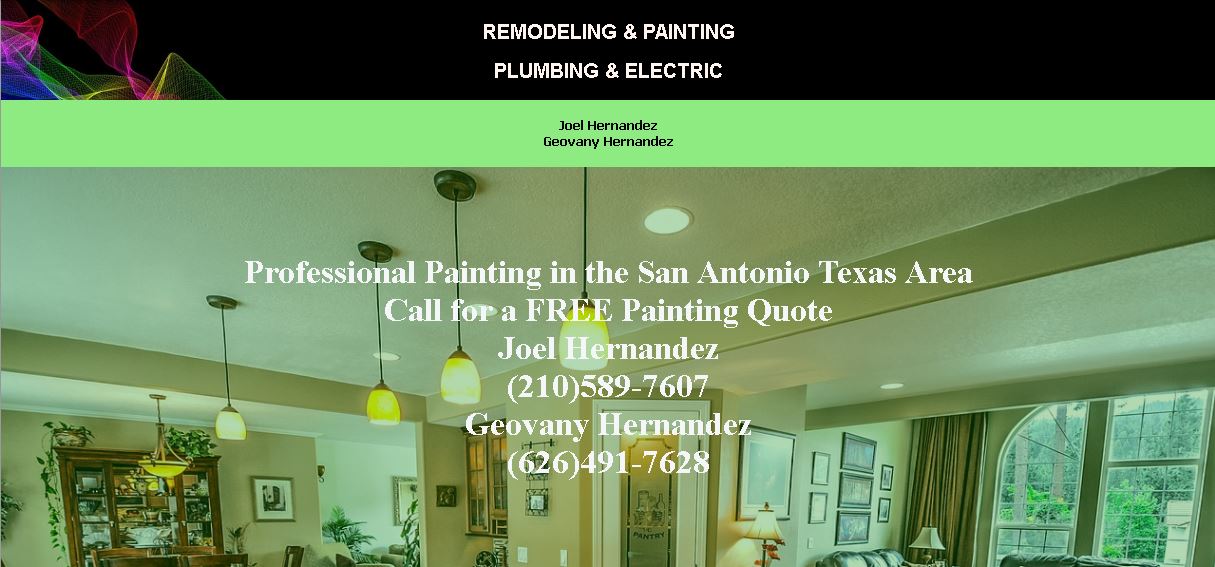 REMODELING & PAINTING
PLUMBING & ELECTRIC
Joel Hernandez
Geovany Hernandez
Professional Painting in the San Antonio Texas Area
Call for a FREE Painting Quote
Joel Hernandez
(210)589-7607
Geovany Hernandez
(626)491-7628
PANTRY